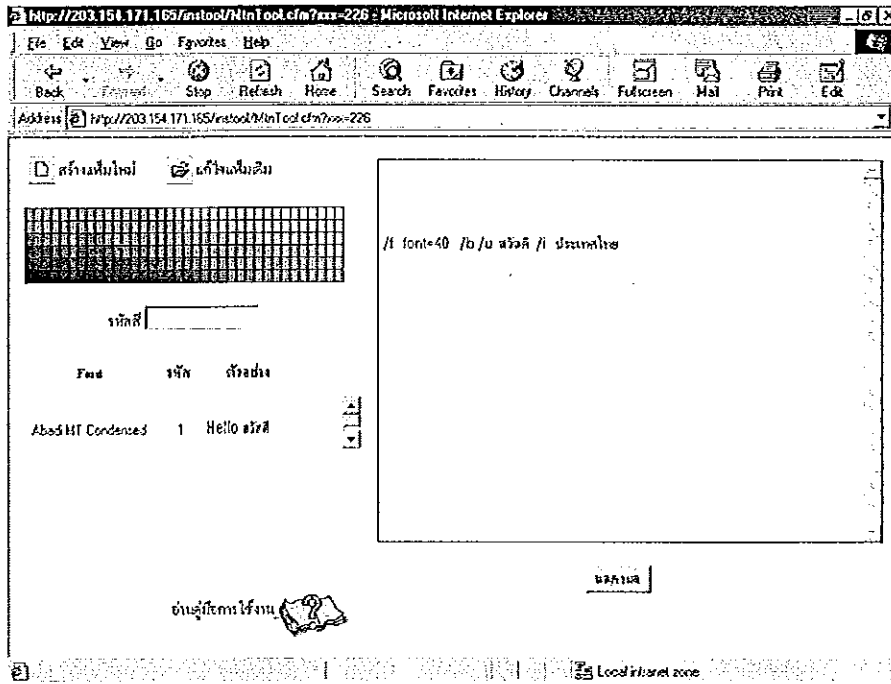 http://203.154.171.165/instool/MtnTool.cfm?xxx=226 - Microsoft Internet Explorer
File Edit View Go Favorites Help
Back Forward Stop Refresh Home Search Favorites History Channels Fullscreen Mail Print Edit
Address http://203.154.171.165/instool/MtnTool.cfm?xxx=226
สร้างแฟ้มใหม่ แก้ไขแฟ้มเดิม
/f font=40 /b /u สวัสดี /i ประเทศไทย
รหัสสี
Font รหัส ตัวอย่าง
Abadi MT Condensed 1 Hello สวัสดี
แสดงผล
อ่านคู่มือการใช้งาน
Local intranet zone